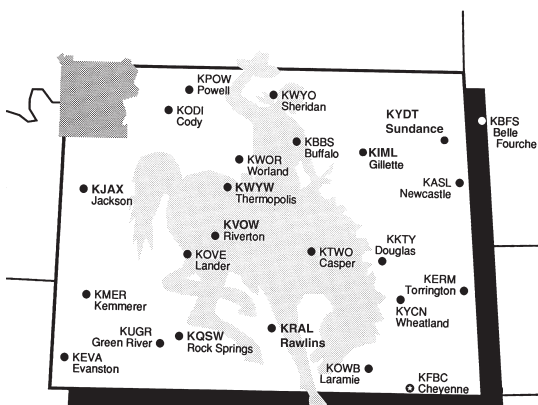 KPOW
Powell
KWYO
Sheridan
KODI
Cody
KYDT
Sundance
KBFS
Belle
Fourche
KBBS
Buffalo
KIML
Gillette
KWOR
Worland
KASL
Newcastle
KJAX
Jackson
KWYW
Thermopolis
KVOW
Riverton
KOVE
Lander
KTWO
Casper
KKTY
Douglas
KMER
Kemmerer
KERM
Torrington
KYCN
Wheatland
KUGR
Green River
KQSW
Rock Springs
KRAL
Rawlins
KEVA
Evanston
KOWB
Laramie
KFBC
Cheyenne